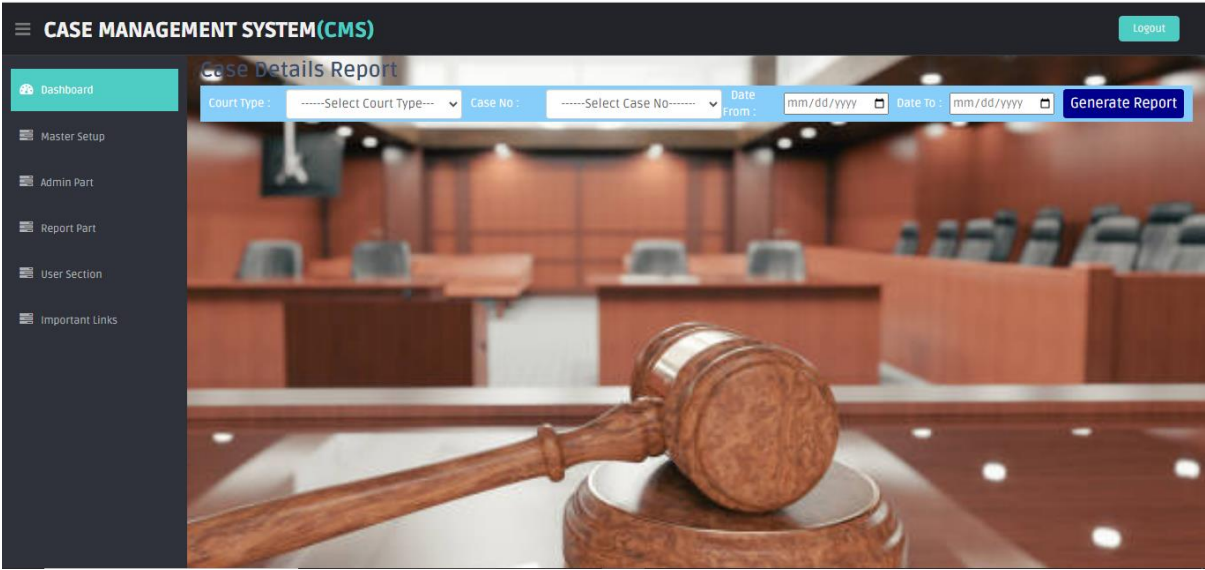 CASE MANAGEMENT SYSTEM(CMS)
Logout
Dashboard
Master Setup
Admin Part
Report Part
User Section
Important Links
Case Details Report
Court Type : ------Select Court Type--- Case No : ------Select Case No------- Date From : mm/dd/yyyy Date To : mm/dd/yyyy Generate Report